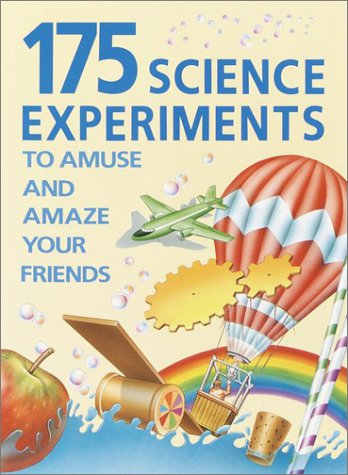 175 SCIENCE
EXPERIMENTS
TO AMUSE
AND
AMAZE
YOUR
FRIENDS